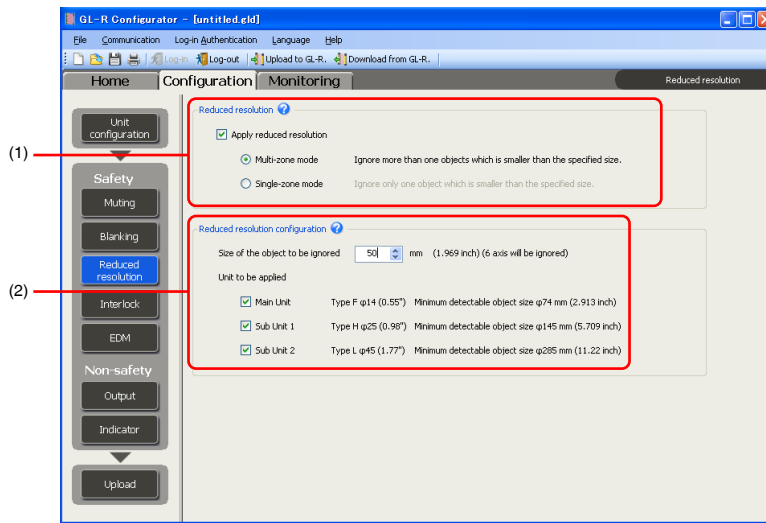 GL-R Configurator - [untitled.gld]
File Communication Log-in Authentication Language Help
Log-in Log-out Upload to GL-R. Download from GL-R.
Home Configuration Monitoring Reduced resolution
(1)
Unit
configuration
Safety
Muting
Blanking
Reduced
resolution
Interlock
EDM
Non-safety
Output
Indicator
Upload
Reduced resolution ?
Apply reduced resolution
Multi-zone mode Ignore more than one objects which is smaller than the specified size.
Single-zone mode Ignore only one object which is smaller than the specified size.
(2)
Reduced resolution configuration ?
Size of the object to be ignored 50 mm (1.969 inch) (6 axis will be ignored)
Unit to be applied
Main Unit Type F φ14 (0.55") Minimum detectable object size φ74 mm (2.913 inch)
Sub Unit 1 Type H φ25 (0.98") Minimum detectable object size φ145 mm (5.709 inch)
Sub Unit 2 Type L φ45 (1.77") Minimum detectable object size φ285 mm (11.22 inch)